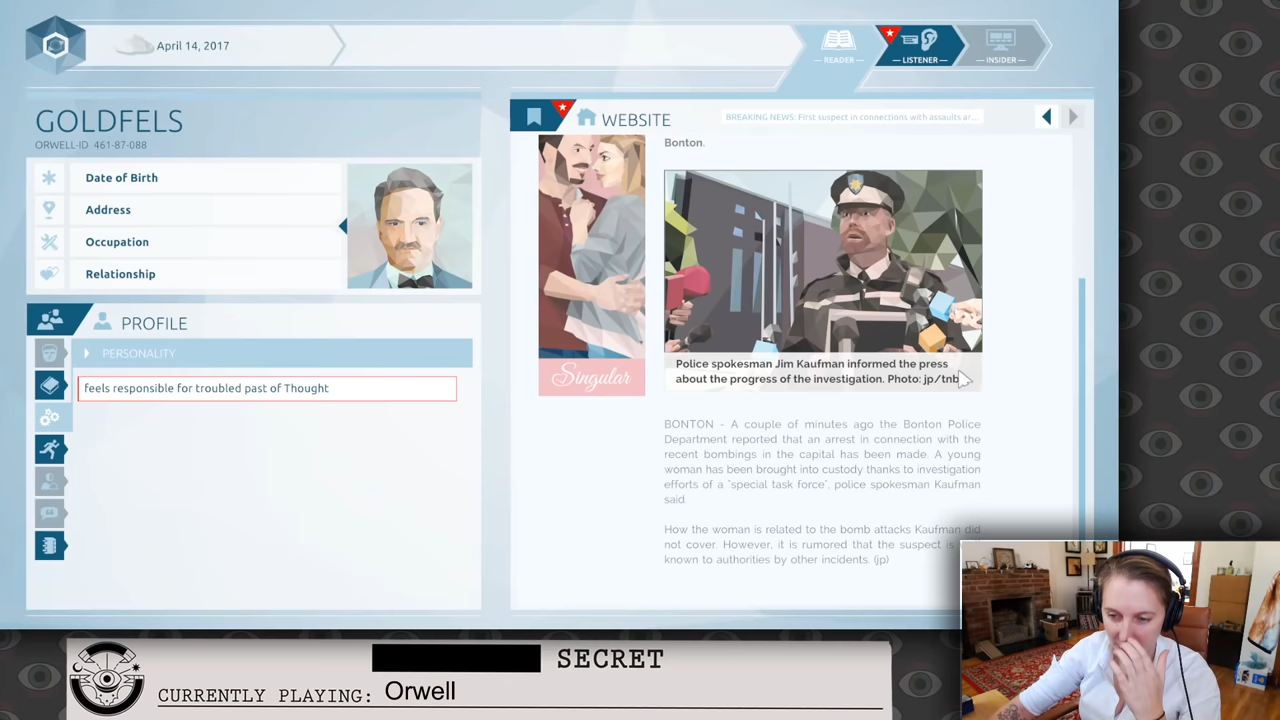 April 14, 2017
READER
LISTENER
INSIDER
GOLDFELS
ORWELL-ID 461-87-088
Date of Birth
Address
Occupation
Relationship
PROFILE
PERSONALITY
feels responsible for troubled past of Thought
WEBSITE
BREAKING NEWS: First suspect in connections with assaults ar...
Bonton.
Singular
Police spokesman Jim Kaufman informed the press
about the progress of the investigation. Photo: jp/tnb
BONTON - A couple of minutes ago the Bonton Police
Department reported that an arrest in connection with the
recent bombings in the capital has been made. A young
woman has been brought into custody thanks to investigation
efforts of a "special task force", police spokesman Kaufman
said.
How the woman is related to the bomb attacks Kaufman did
not cover. However, it is rumored that the suspect is
known to authorities by other incidents. (jp)
SECRET
CURRENTLY PLAYING: Orwell